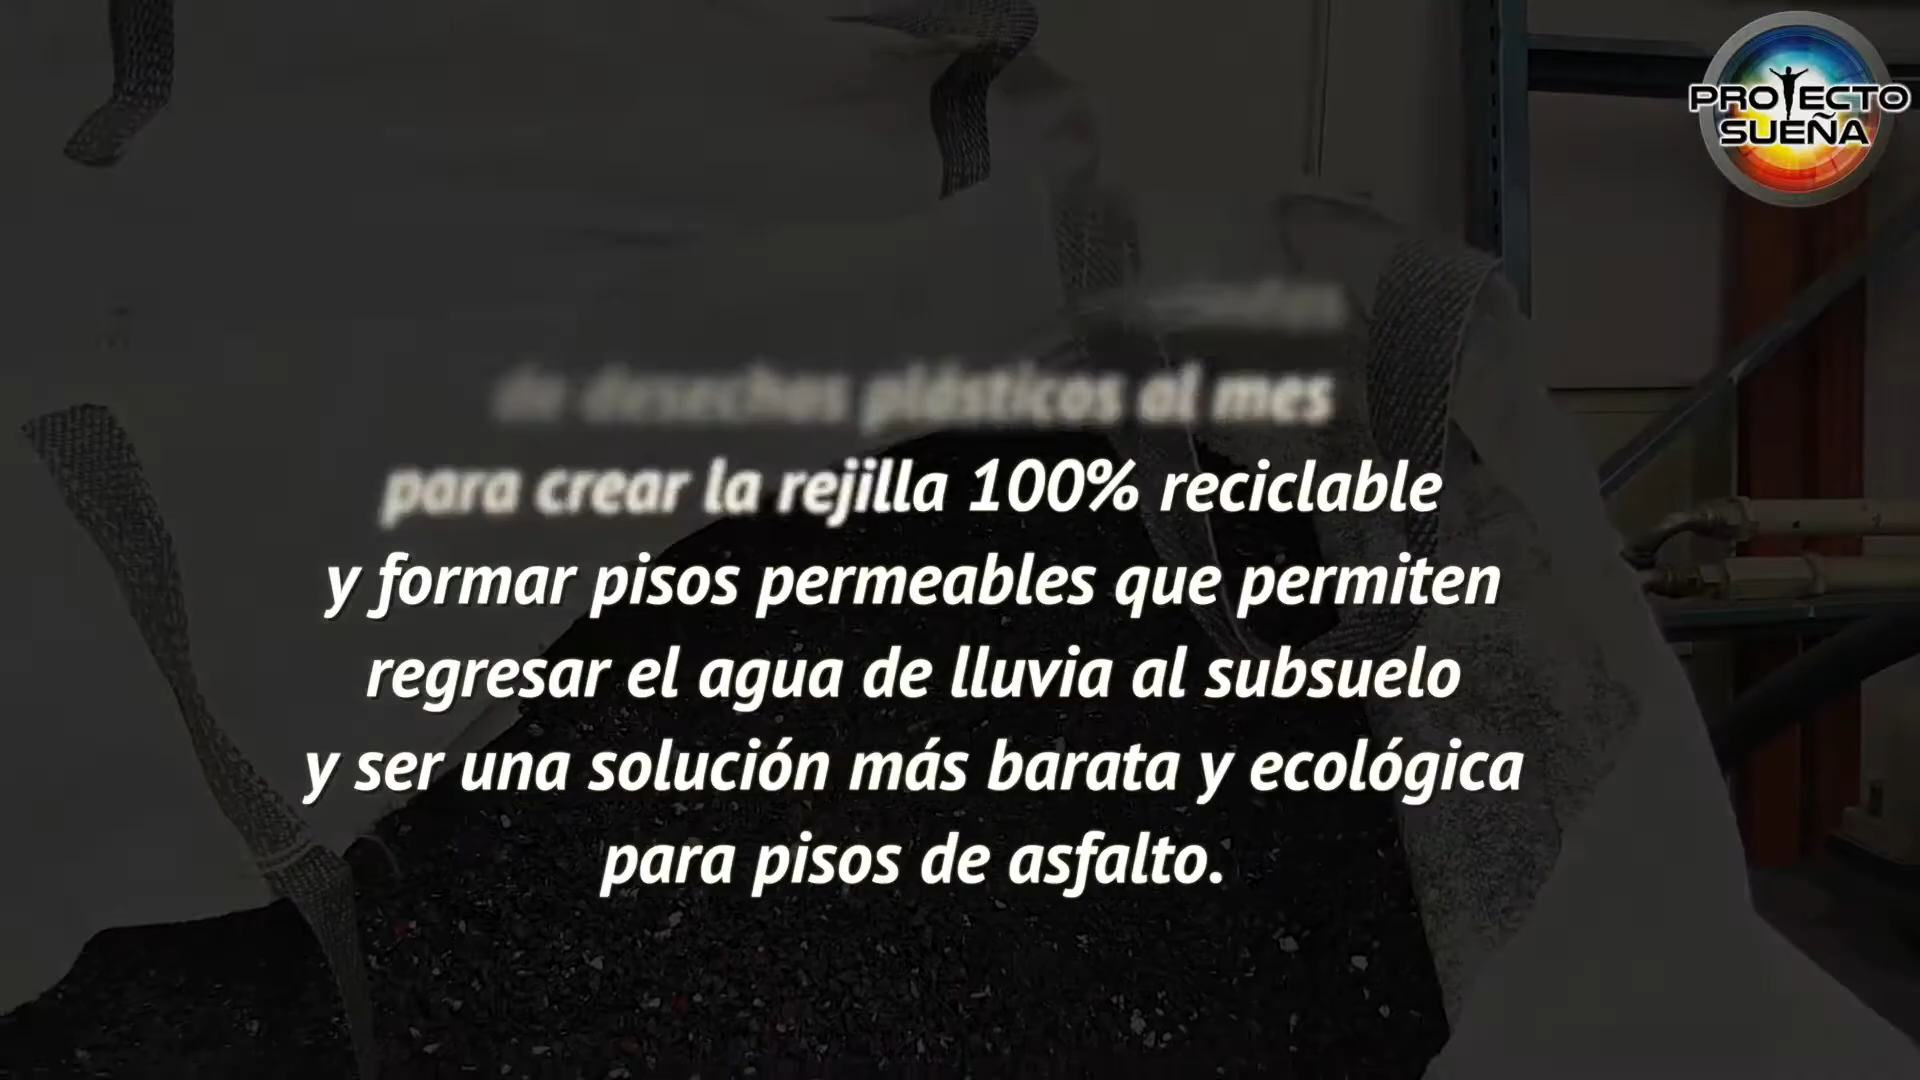 PROYECTO
SUEÑA
de desechos plásticos al mes
para crear la rejilla 100% reciclable
y formar pisos permeables que permiten
regresar el agua de lluvia al subsuelo
y ser una solución más barata y ecológica
para pisos de asfalto.